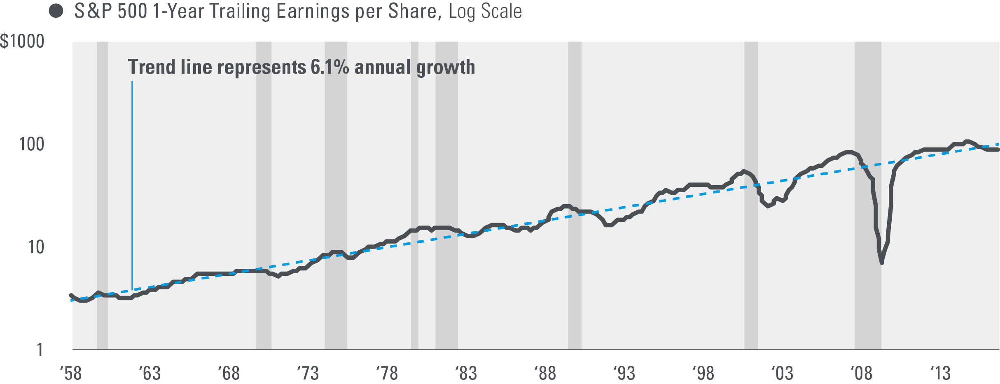 S&P 500 1-Year Trailing Earnings per Share, Log Scale
$1000
Trend line represents 6.1% annual growth
100
10
1
‘58 ‘63 ‘68 ‘73 ‘78 ‘83 ‘88 ‘93 ‘98 ‘03 ‘08 ‘13